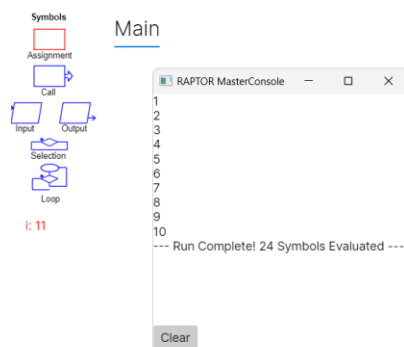 Symbols
Assignment
Call
Input Output
Selection
Loop
i: 11
Main
RAPTOR MasterConsole
1
2
3
4
5
6
7
8
9
10
--- Run Complete! 24 Symbols Evaluated ---
Clear